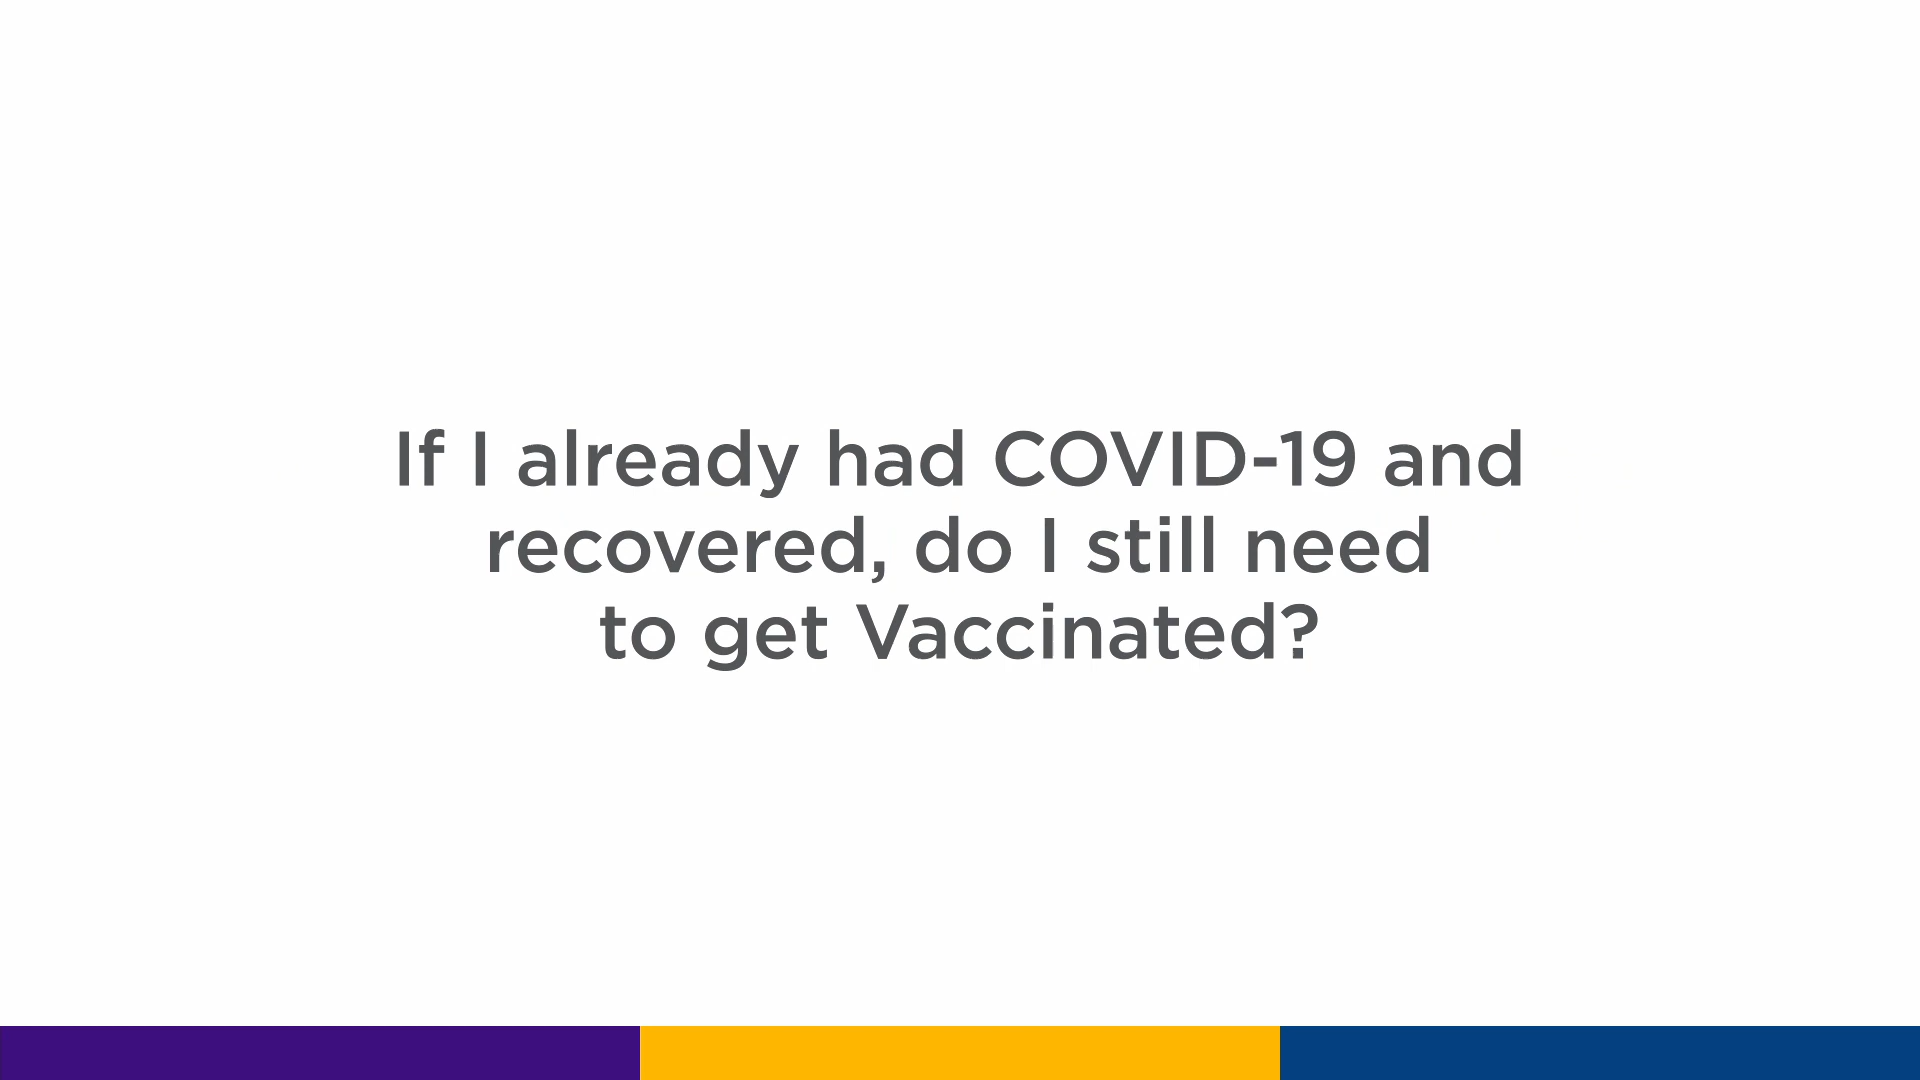 If I already had COVID-19 and
recovered, do I still need
to get Vaccinated?